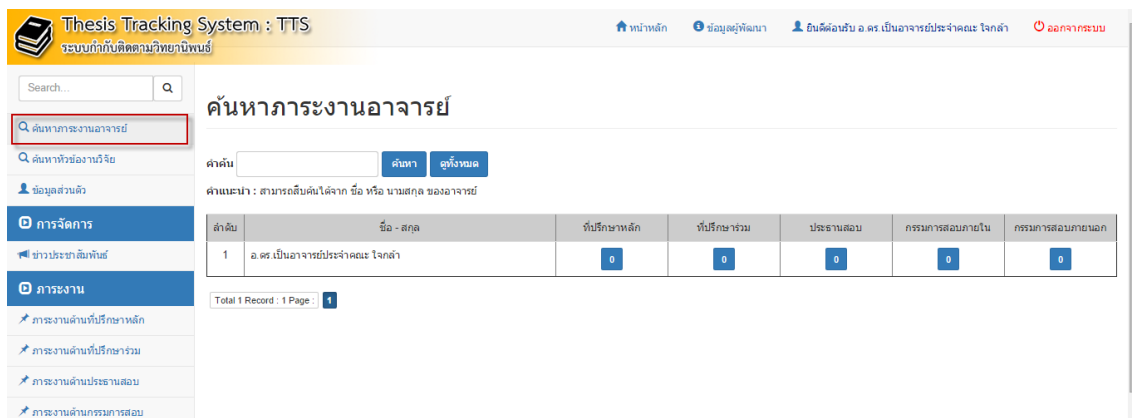 Thesis Tracking System : TTS
ระบบกำกับติดตามวิทยานิพนธ์
หน้าหลัก
ข้อมูลผู้พัฒนา
ยินดีต้อนรับ อ.ดร.เป็นอาจารย์ประจำคณะ ใจกล้า
ออกจากระบบ
Search...
ค้นหาภาระงานอาจารย์
ค้นหาหัวข้องานวิจัย
ข้อมูลส่วนตัว
การจัดการ
ข่าวประชาสัมพันธ์
ภาระงาน
ภาระงานด้านที่ปรึกษาหลัก
ภาระงานด้านที่ปรึกษาร่วม
ภาระงานด้านประธานสอบ
ภาระงานด้านกรรมการสอบ
ค้นหาภาระงานอาจารย์
คำค้น ค้นหา ดูทั้งหมด
คำแนะนำ : สามารถสืบค้นได้จาก ชื่อ หรือ นามสกุล ของอาจารย์
ลำดับ ชื่อ - สกุล ที่ปรึกษาหลัก ที่ปรึกษาร่วม ประธานสอบ กรรมการสอบภายใน กรรมการสอบภายนอก
1 อ.ดร.เป็นอาจารย์ประจำคณะ ใจกล้า 0 0 0 0 0
Total 1 Record : 1 Page : 1